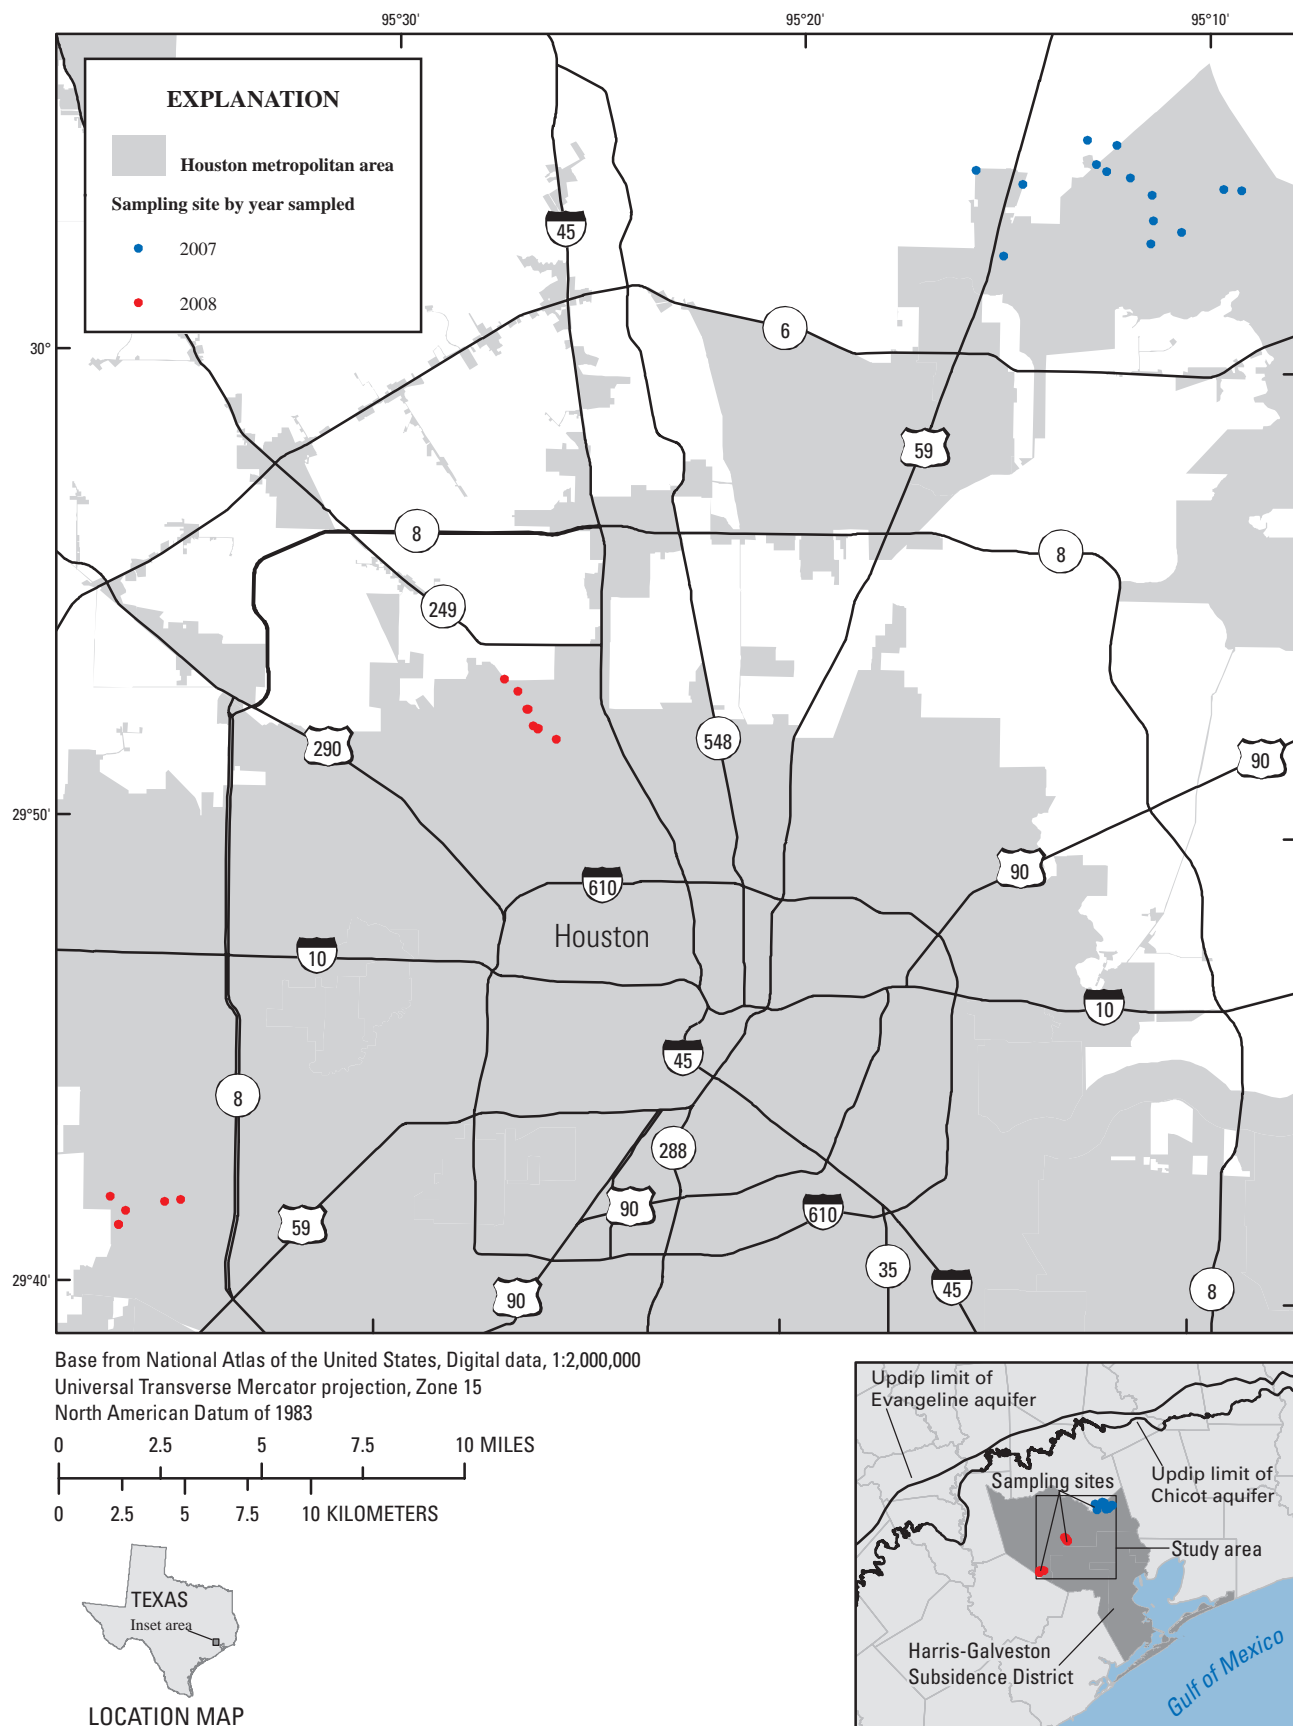 95°30'
95°20'
95°10'
EXPLANATION
Houston metropolitan area
Sampling site by year sampled
2007
2008
45
6
30°
59
8
8
249
290
548
90
29°50'
90
610
Houston
10
10
45
8
288
90
59
610
35
45
8
29°40'
90
Base from National Atlas of the United States, Digital data, 1:2,000,000
Universal Transverse Mercator projection, Zone 15
North American Datum of 1983
0 2.5 5 7.5 10 MILES
0 2.5 5 7.5 10 KILOMETERS
TEXAS
Inset area
LOCATION MAP
Updip limit of
Evangeline aquifer
Sampling sites
Updip limit of
Chicot aquifer
Study area
Harris-Galveston
Subsidence District
Gulf of Mexico